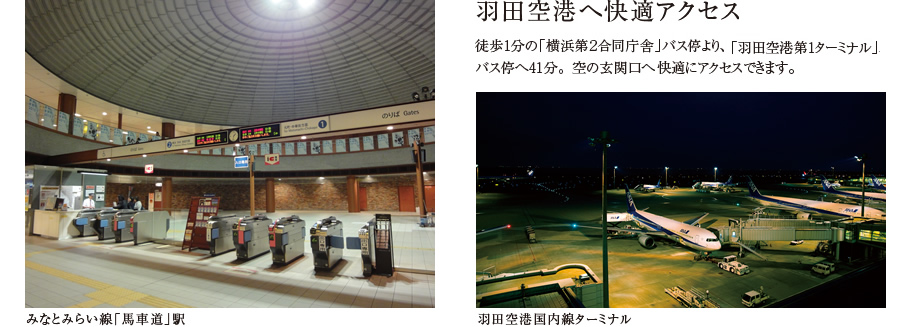 羽田空港へ快適アクセス
徒歩1分の「横浜第2合同庁舎」バス停より、「羽田空港第1ターミナル」
バス停へ41分。空の玄関口へ快適にアクセスできます。
のりば Gates
1
2
みなとみらい線「馬車道」駅
羽田空港国内線ターミナル